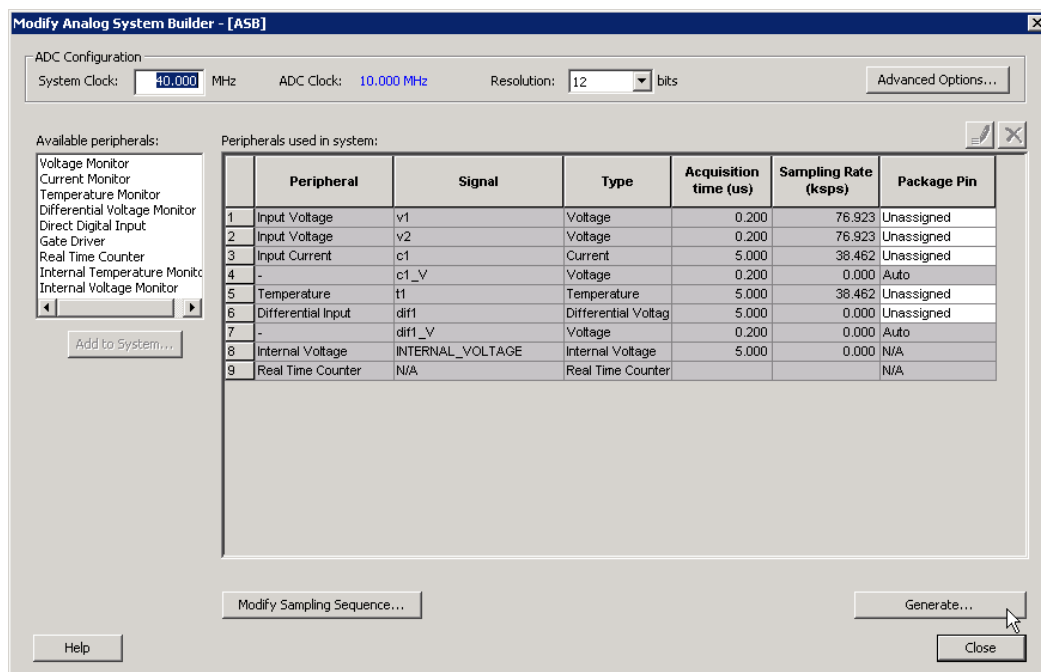 Modify Analog System Builder - [ASB]
ADC Configuration
System Clock: 40.000 MHz ADC Clock: 10.000 MHz Resolution: 12 bits Advanced Options...
Available peripherals:
Voltage Monitor
Current Monitor
Temperature Monitor
Differential Voltage Monitor
Direct Digital Input
Gate Driver
Real Time Counter
Internal Temperature Monitc
Internal Voltage Monitor
Add to System...
Peripherals used in system:
Peripheral Signal Type Acquisition time (us) Sampling Rate (ksps) Package Pin
1 Input Voltage v1 Voltage 0.200 76.923 Unassigned
2 Input Voltage v2 Voltage 0.200 76.923 Unassigned
3 Input Current c1 Current 5.000 38.462 Unassigned
4 - c1_V Voltage 0.200 0.000 Auto
5 Temperature t1 Temperature 5.000 38.462 Unassigned
6 Differential Input dif1 Differential Voltag 5.000 0.000 Unassigned
7 - dif1_V Voltage 0.200 0.000 Auto
8 Internal Voltage INTERNAL_VOLTAGE Internal Voltage 5.000 0.000 N/A
9 Real Time Counter N/A Real Time Counter N/A
Modify Sampling Sequence... Generate...
Help Close